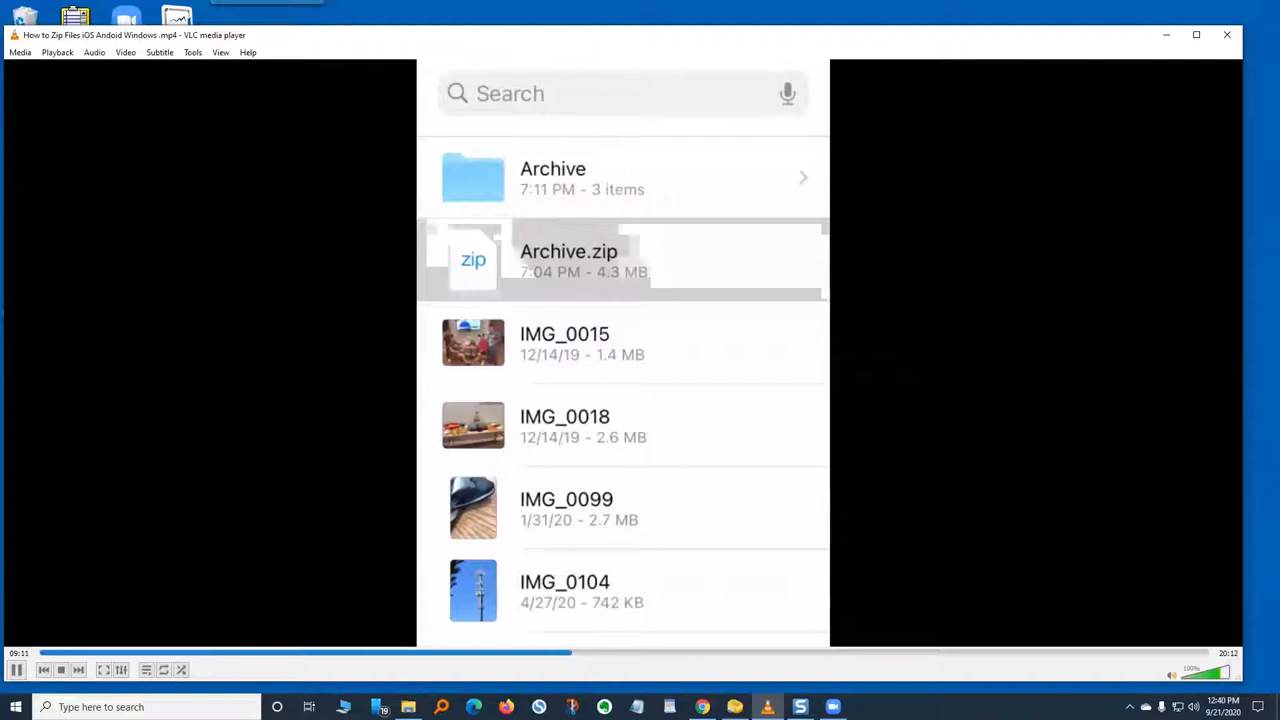 How to Zip Files iOS Andoid Windows .mp4 - VLC media player
Media Playback Audio Video Subtitle Tools View Help
Search
Archive
7:11 PM - 3 items
zip
Archive.zip
7:04 PM - 4.3 MB
IMG_0015
12/14/19 - 1.4 MB
IMG_0018
12/14/19 - 2.6 MB
IMG_0099
1/31/20 - 2.7 MB
IMG_0104
4/27/20 - 742 KB
09:11
20:12
100%
Type here to search
19
12:40 PM
9/21/2020